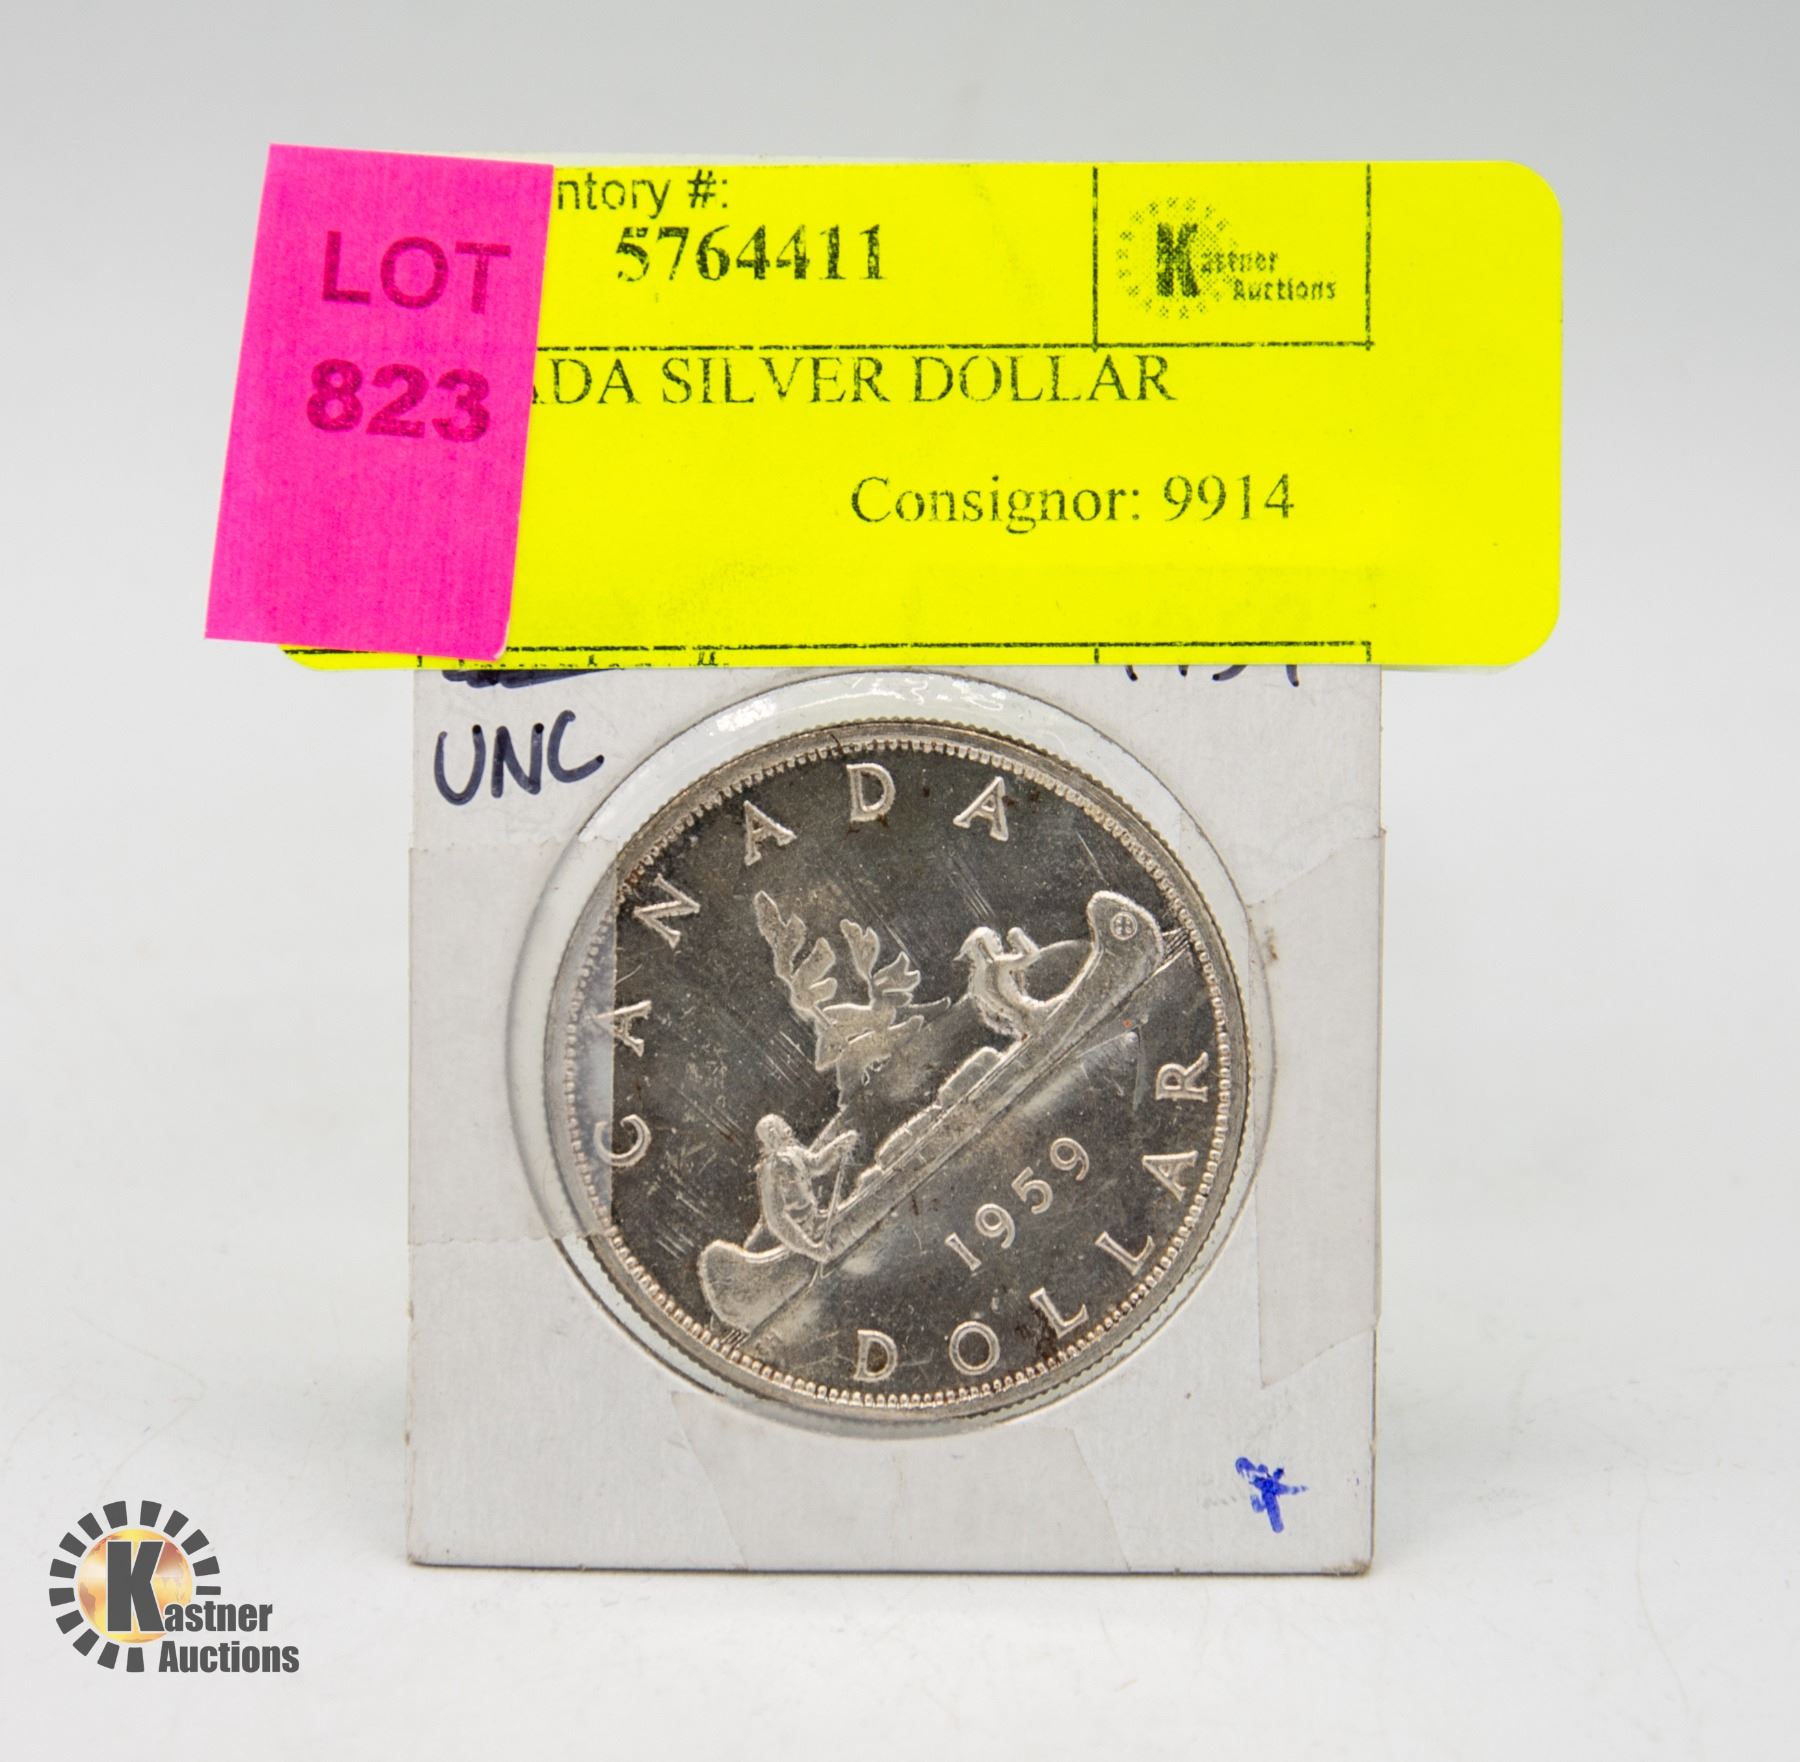 LOT
823
ntory #:
5764411
Kastner
Auctions
ADA SILVER DOLLAR
Consignor: 9914
UNC
CANADA
1959
DOLLAR
Kastner
Auctions